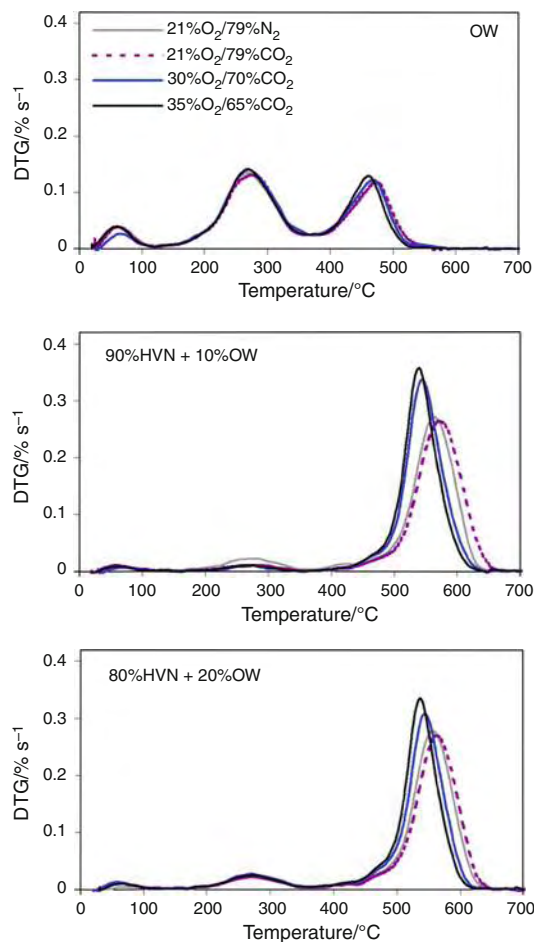 21%O₂/79%N₂
21%O₂/79%CO₂
30%O₂/70%CO₂
35%O₂/65%CO₂
OW
DTG/% s⁻¹
0.4
0.3
0.2
0.1
0
0 100 200 300 400 500 600 700
Temperature/°C
90%HVN + 10%OW
DTG/% s⁻¹
0.4
0.3
0.2
0.1
0
0 100 200 300 400 500 600 700
Temperature/°C
80%HVN + 20%OW
DTG/% s⁻¹
0.4
0.3
0.2
0.1
0
0 100 200 300 400 500 600 700
Temperature/°C